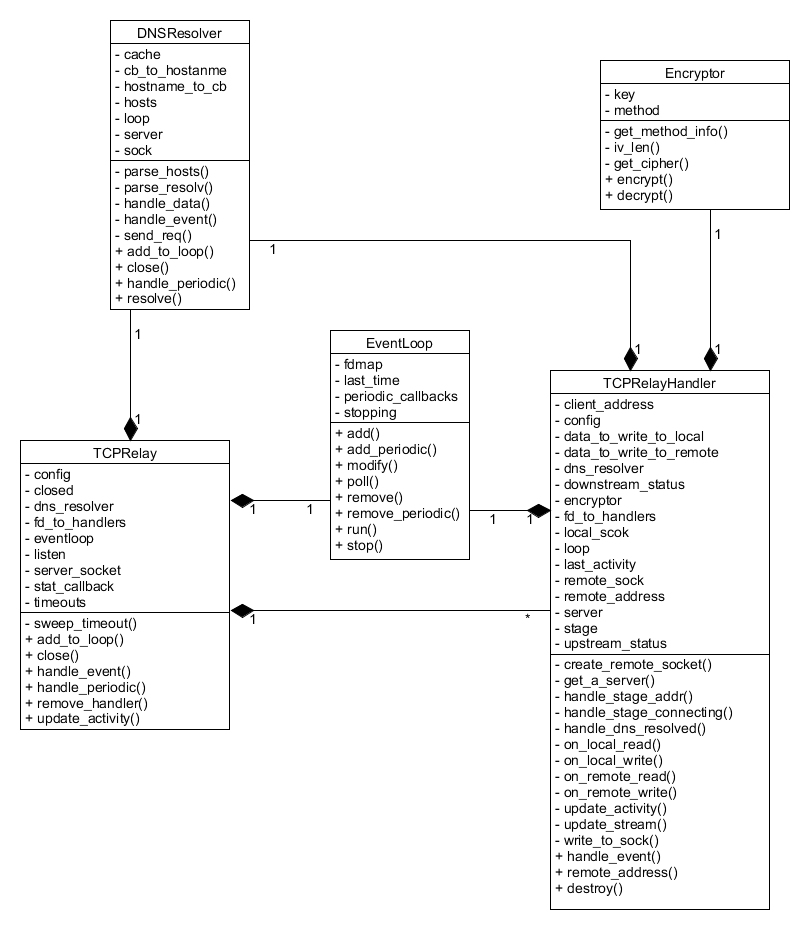 DNSResolver
- cache
- cb_to_hostanme
- hostname_to_cb
- hosts
- loop
- server
- sock
- parse_hosts()
- parse_resolv()
- handle_data()
- handle_event()
- send_req()
+ add_to_loop()
+ close()
+ handle_periodic()
+ resolve()
Encryptor
- key
- method
- get_method_info()
- iv_len()
- get_cipher()
+ encrypt()
+ decrypt()
1
1
1
1
1
1
EventLoop
- fdmap
- last_time
- periodic_callbacks
- stopping
+ add()
+ add_periodic()
+ modify()
+ poll()
+ remove()
+ remove_periodic()
+ run()
+ stop()
TCPRelay
- config
- closed
- dns_resolver
- fd_to_handlers
- eventloop
- listen
- server_socket
- stat_callback
- timeouts
- sweep_timeout()
+ add_to_loop()
+ close()
+ handle_event()
+ handle_periodic()
+ remove_handler()
+ update_activity()
1
1
1
1
1
*
TCPRelayHandler
- client_address
- config
- data_to_write_to_local
- data_to_write_to_remote
- dns_resolver
- downstream_status
- encryptor
- fd_to_handlers
- local_scok
- loop
- last_activity
- remote_sock
- remote_address
- server
- stage
- upstream_status
- create_remote_socket()
- get_a_server()
- handle_stage_addr()
- handle_stage_connecting()
- handle_dns_resolved()
- on_local_read()
- on_local_write()
- on_remote_read()
- on_remote_write()
- update_activity()
- update_stream()
- write_to_sock()
+ handle_event()
+ remote_address()
+ destroy()